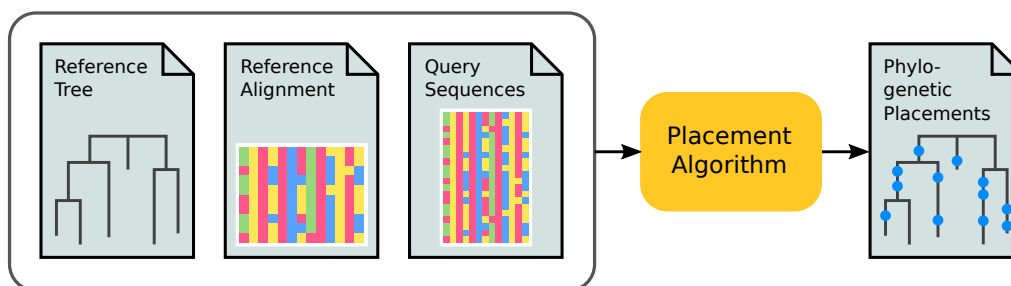 Reference
Tree
Reference
Alignment
Query
Sequences
Placement
Algorithm
Phylo-
genetic
Placements